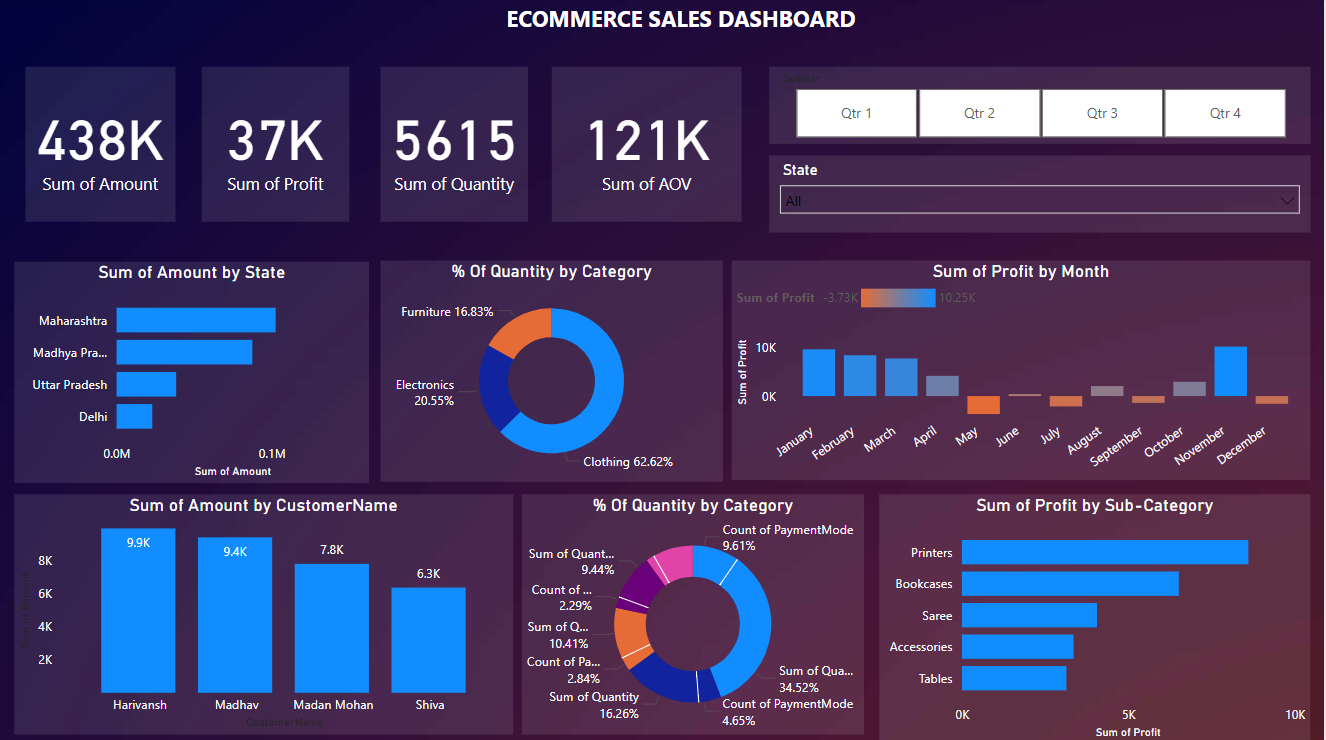 ECOMMERCE SALES DASHBOARD
438K
Sum of Amount
37K
Sum of Profit
5615
Sum of Quantity
121K
Sum of AOV
Quarter
Qtr 1
Qtr 2
Qtr 3
Qtr 4
State
All
Sum of Amount by State
Maharashtra
Madhya Pra...
Uttar Pradesh
Delhi
0.0M
0.1M
Sum of Amount
% Of Quantity by Category
Furniture 16.83%
Electronics
20.55%
Clothing 62.62%
Sum of Profit by Month
Sum of Profit -3.73K 10.25K
Sum of Profit
10K
0K
January
February
March
April
May
June
July
August
September
October
November
December
Sum of Amount by CustomerName
Sum of Amount
8K
6K
4K
2K
9.9K
9.4K
7.8K
6.3K
Harivansh
Madhav
Madan Mohan
Shiva
CustomerName
% Of Quantity by Category
Count of PaymentMode
9.61%
Sum of Quant...
9.44%
Count of ...
2.29%
Sum of Q...
10.41%
Count of Pa...
2.84%
Sum of Quantity
16.26%
Sum of Qua...
34.52%
Count of PaymentMode
4.65%
Sum of Profit by Sub-Category
Printers
Bookcases
Saree
Accessories
Tables
0K
5K
10K
Sum of Profit